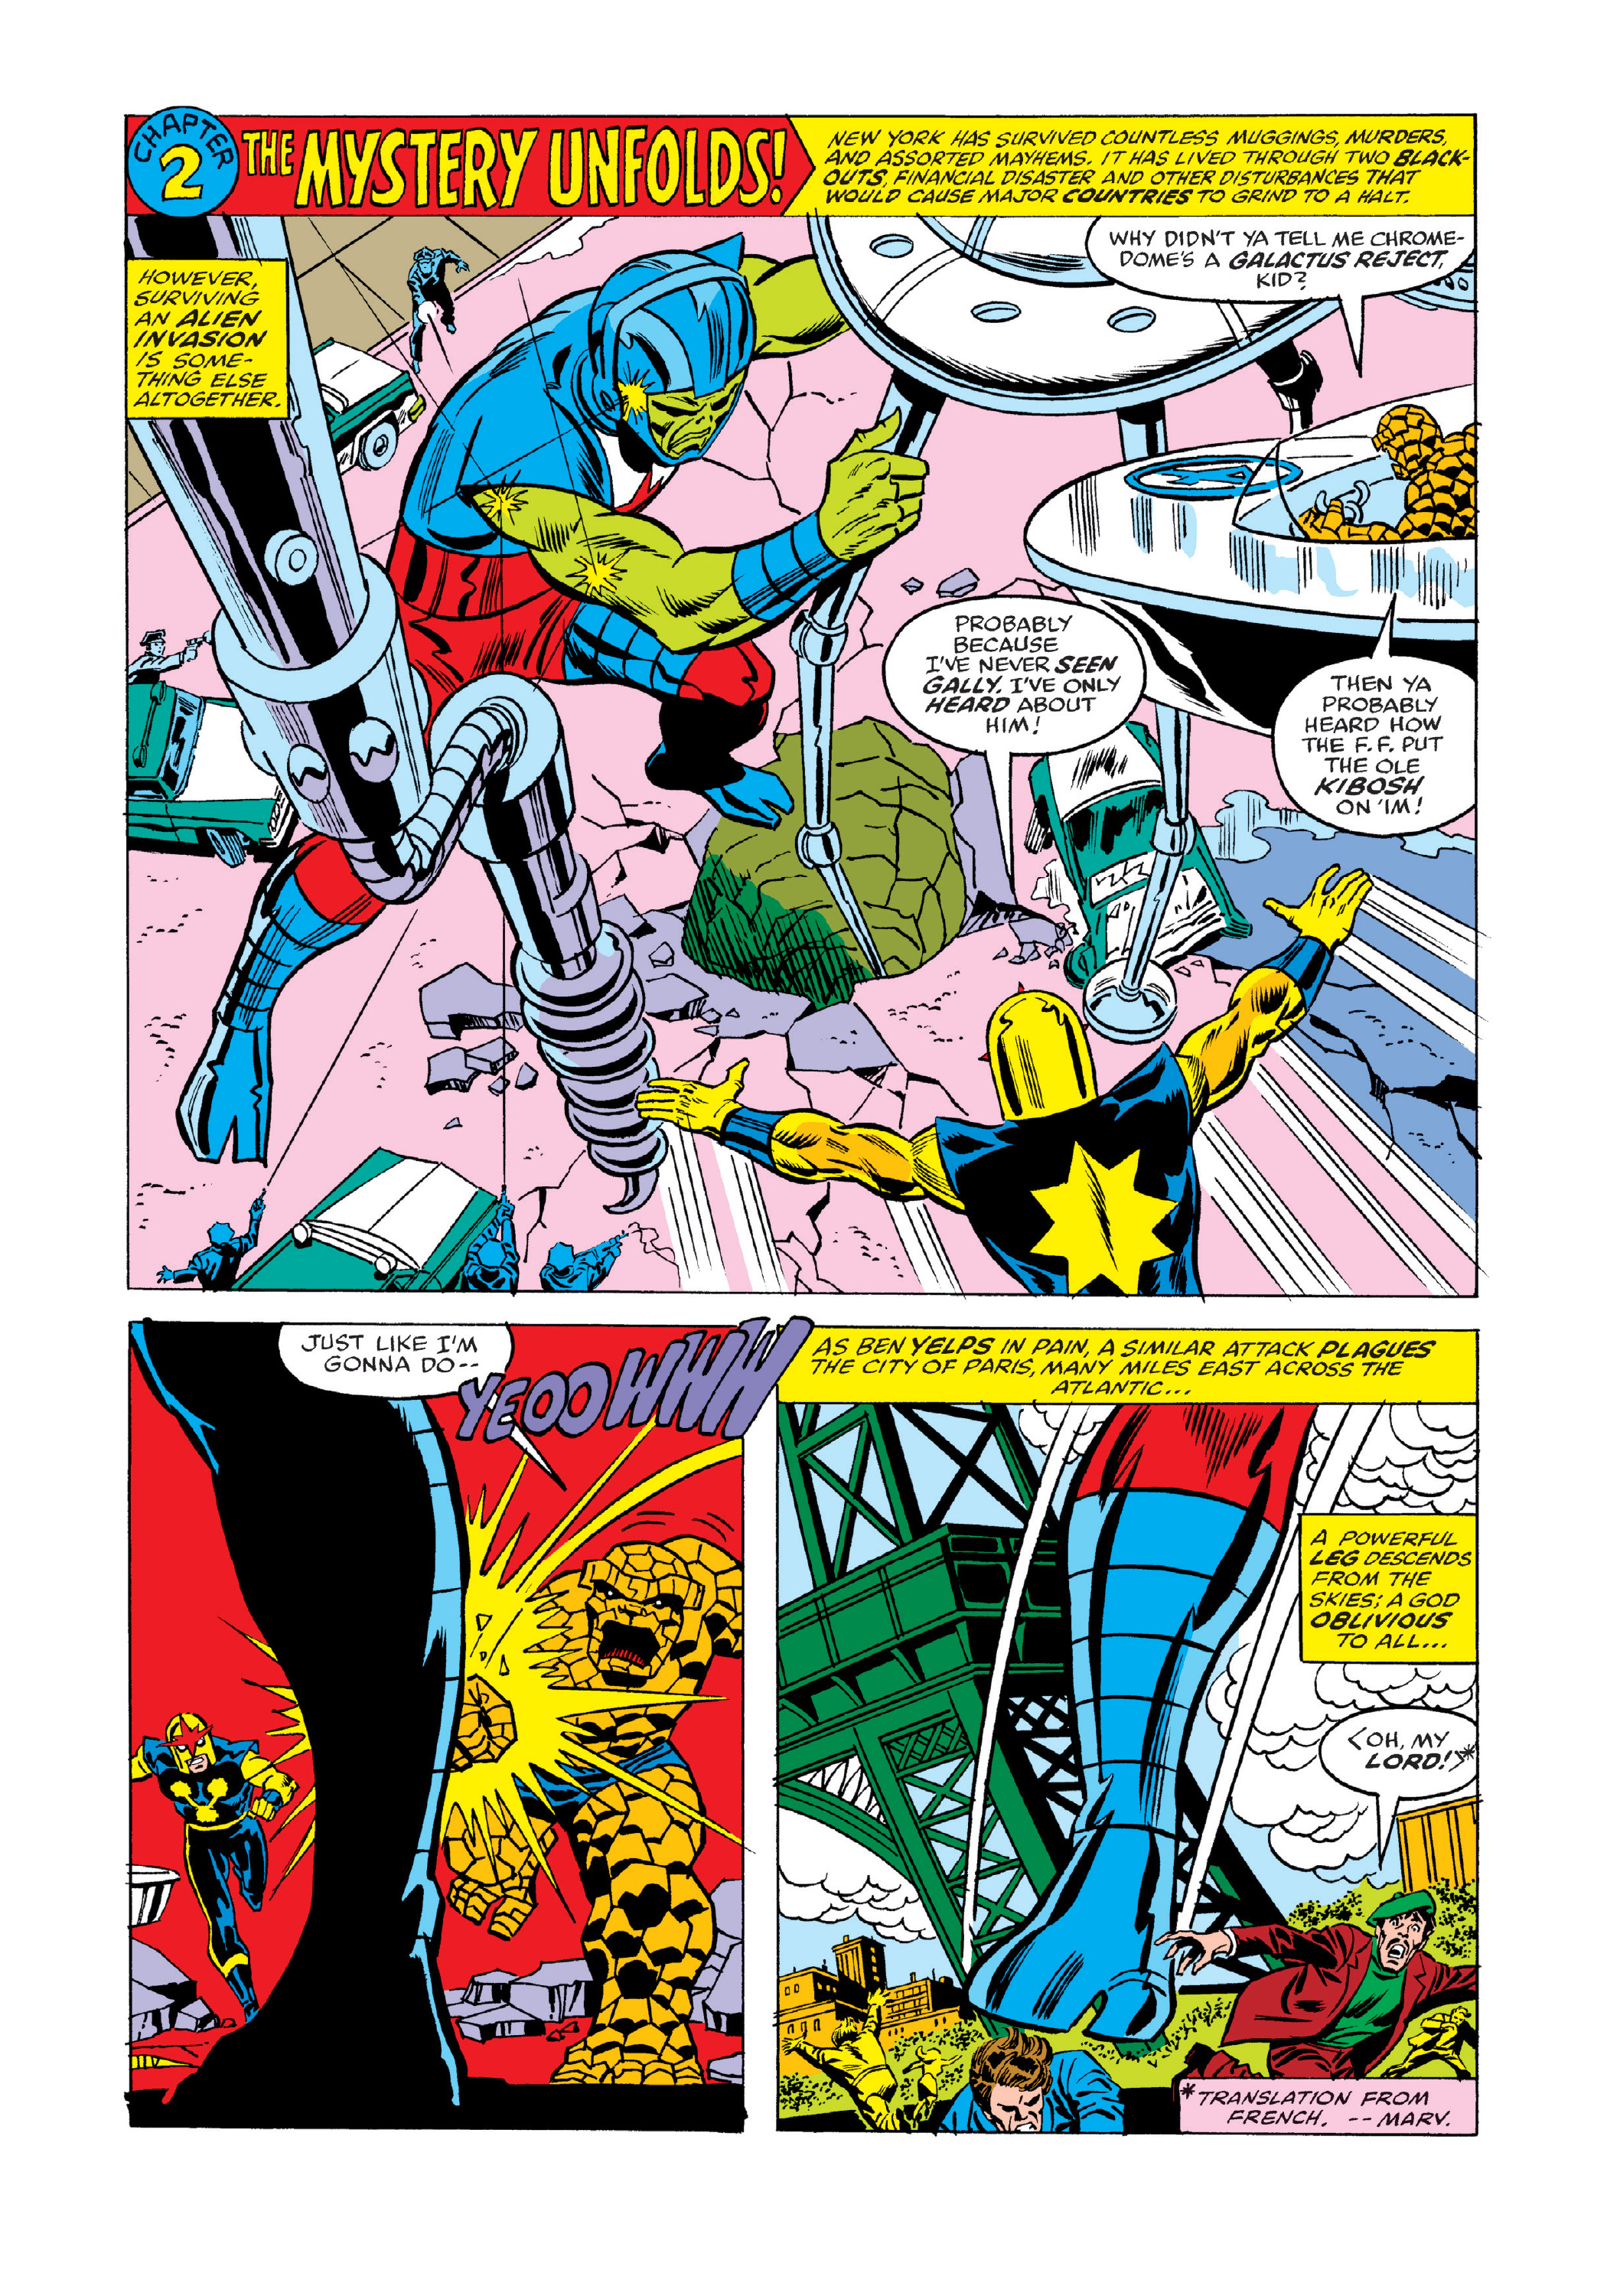 CHAPTER
2
THE MYSTERY UNFOLDS!
NEW YORK HAS SURVIVED COUNTLESS MUGGINGS, MURDERS,
AND ASSORTED MAYHEMS. IT HAS LIVED THROUGH TWO BLACK-
OUTS, FINANCIAL DISASTER AND OTHER DISTURBANCES THAT
WOULD CAUSE MAJOR COUNTRIES TO GRIND TO A HALT.
HOWEVER,
SURVIVING
AN ALIEN
INVASION
IS SOME-
THING ELSE
ALTOGETHER.
WHY DIDN'T YA TELL ME CHROME-
DOME'S A GALACTUS REJECT,
KID?
PROBABLY
BECAUSE
I'VE NEVER SEEN
GALLY. I'VE ONLY
HEARD ABOUT
HIM!
THEN YA
PROBABLY
HEARD HOW
THE F.F. PUT
THE OLE
KIBOSH
ON 'IM!
JUST LIKE I'M
GONNA DO--
YEOOWWW
AS BEN YELPS IN PAIN, A SIMILAR ATTACK PLAGUES
THE CITY OF PARIS, MANY MILES EAST ACROSS THE
ATLANTIC...
A POWERFUL
LEG DESCENDS
FROM THE
SKIES; A GOD
OBLIVIOUS
TO ALL...
<OH, MY
LORD!>*
*TRANSLATION FROM
FRENCH. --MARV.